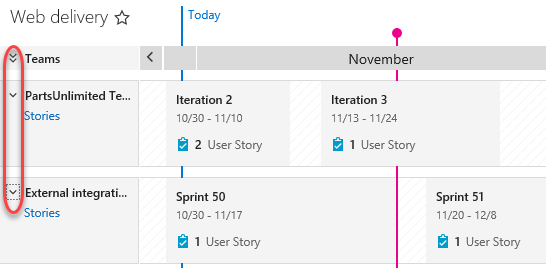 Web delivery
Today
Teams
November
PartsUnlimited Te...
Stories
Iteration 2
10/30 - 11/10
2 User Story
Iteration 3
11/13 - 11/24
1 User Story
External integrati...
Stories
Sprint 50
10/30 - 11/17
1 User Story
Sprint 51
11/20 - 12/8
1 User Story